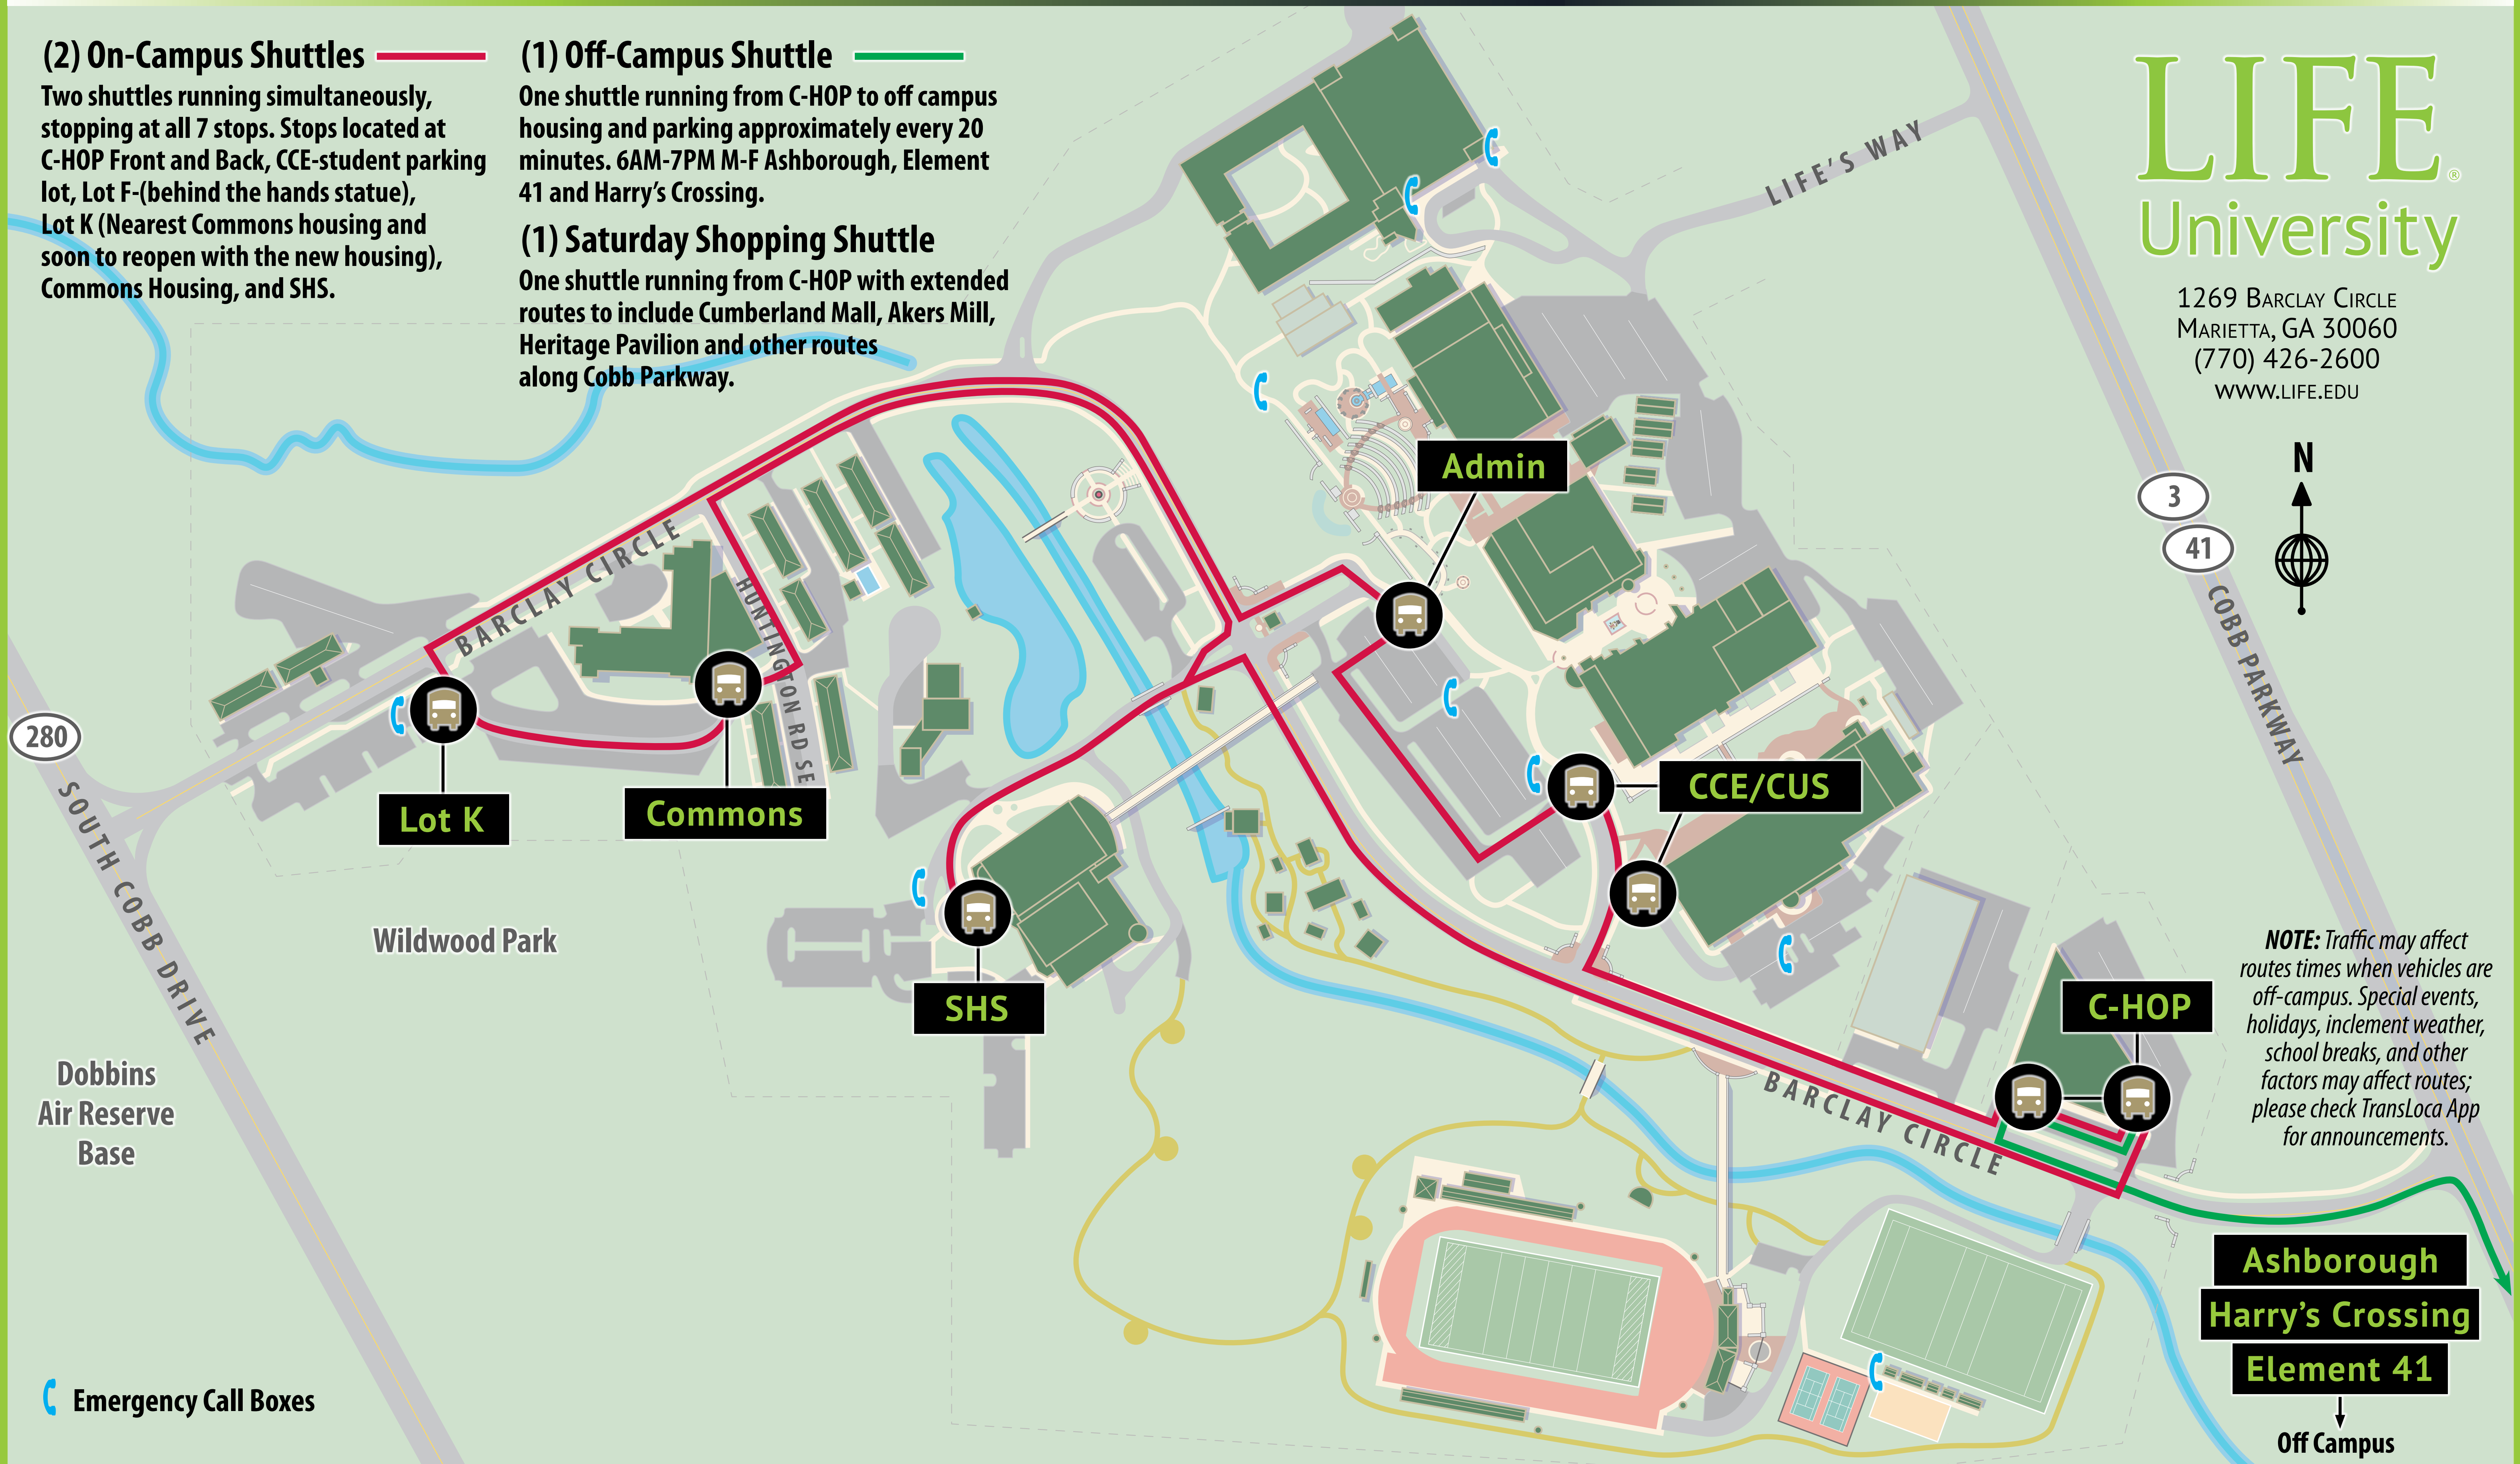 (2) On-Campus Shuttles
Two shuttles running simultaneously,
stopping at all 7 stops. Stops located at
C-HOP Front and Back, CCE-student parking
lot, Lot F-(behind the hands statue),
Lot K (Nearest Commons housing and
soon to reopen with the new housing),
Commons Housing, and SHS.
(1) Off-Campus Shuttle
One shuttle running from C-HOP to off campus
housing and parking approximately every 20
minutes. 6AM-7PM M-F Ashborough, Element
41 and Harry's Crossing.
(1) Saturday Shopping Shuttle
One shuttle running from C-HOP with extended
routes to include Cumberland Mall, Akers Mill,
Heritage Pavilion and other routes
along Cobb Parkway.
LIFE®
University
1269 Barclay Circle
Marietta, GA 30060
(770) 426-2600
www.life.edu
N
LIFE'S WAY
3
41
COBB PARKWAY
Admin
BARCLAY CIRCLE
HUNTINGTON RD SE
280
SOUTH COBB DRIVE
Lot K
Commons
CCE/CUS
SHS
Wildwood Park
Dobbins
Air Reserve
Base
C-HOP
BARCLAY CIRCLE
NOTE: Traffic may affect
routes times when vehicles are
off-campus. Special events,
holidays, inclement weather,
school breaks, and other
factors may affect routes;
please check TransLoca App
for announcements.
Ashborough
Harry's Crossing
Element 41
Off Campus
Emergency Call Boxes